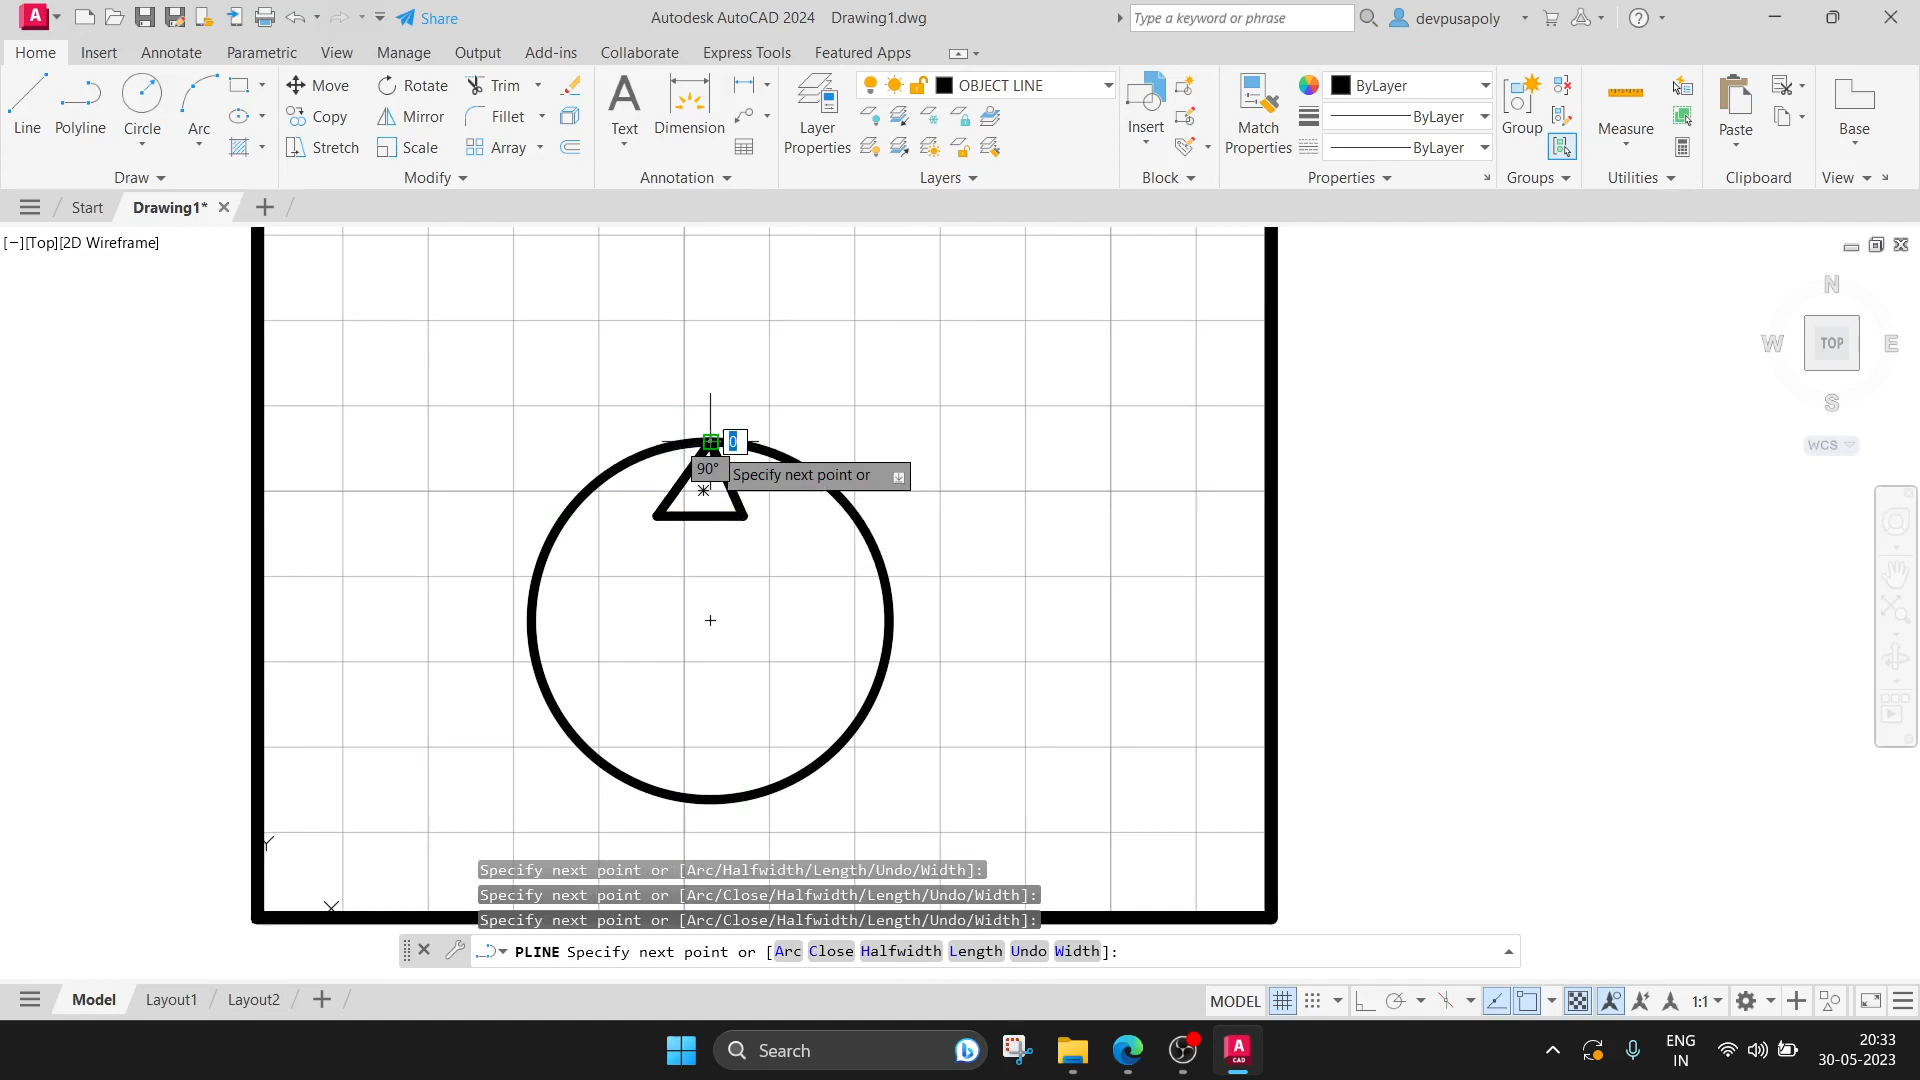 A
Share
Autodesk AutoCAD 2024 Drawing1.dwg
Type a keyword or phrase
devpusapoly
?
Home Insert Annotate Parametric View Manage Output Add-ins Collaborate Express Tools Featured Apps
Line Polyline Circle Arc
Move Rotate Trim
Copy Mirror Fillet
Stretch Scale Array
A Text Dimension
Layer Properties
OBJECT LINE
Insert
Match Properties
ByLayer
ByLayer
ByLayer
Group
Measure
Paste
Base
Draw Modify Annotation Layers Block Properties Groups Utilities Clipboard View
Start Drawing1*
[−][Top][2D Wireframe]
N
W TOP E
S
WCS
0
90° Specify next point or
Y
X
Specify next point or [Arc/Halfwidth/Length/Undo/Width]:
Specify next point or [Arc/Close/Halfwidth/Length/Undo/Width]:
Specify next point or [Arc/Close/Halfwidth/Length/Undo/Width]:
PLINE Specify next point or [Arc Close Halfwidth Length Undo Width]:
Model Layout1 Layout2
MODEL 1:1
Search
A CAD
ENG IN
20:33
30-05-2023